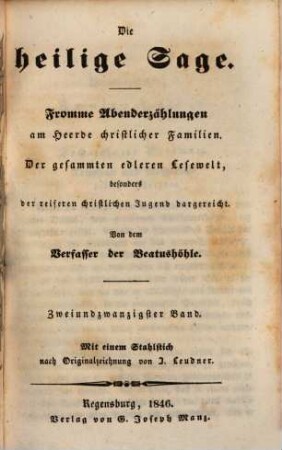 Die
heilige Sage.
Fromme Abenderzählungen
am Heerde christlicher Familien.
Der gesammten edleren Lesewelt,
besonders
der reiferen christlichen Jugend dargereicht.
Von dem
Verfasser der Beatushöhle.
Zweiundzwanzigster Band.
Mit einem Stahlstich
nach Originalzeichnung von J. Leudner.
Regensburg, 1846.
Verlag von G. Joseph Manz.